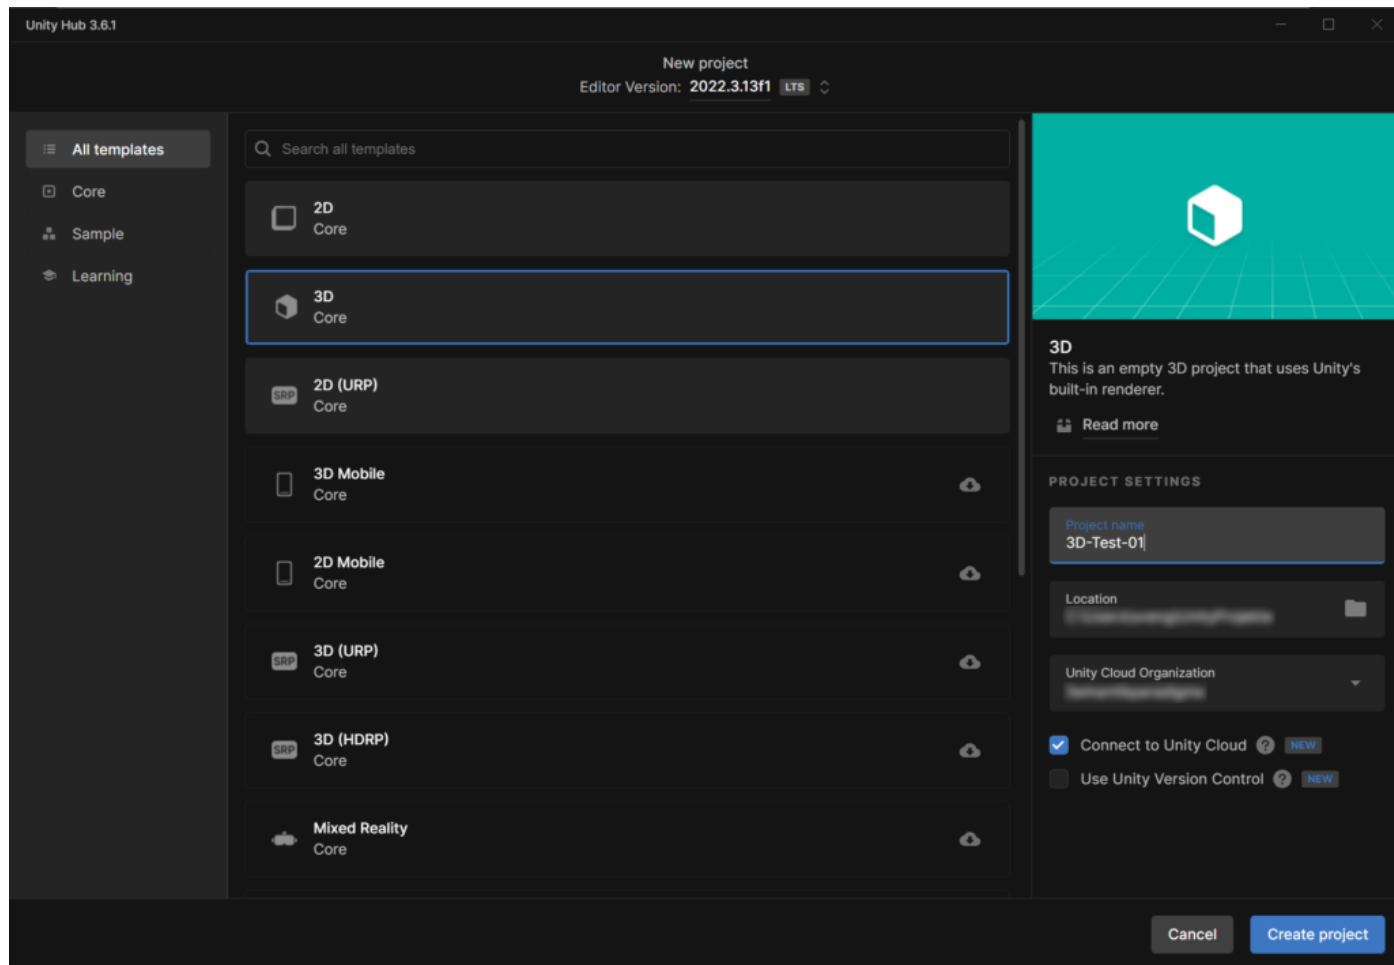 Unity Hub 3.6.1
New project
Editor Version: 2022.3.13f1 LTS
All templates
Core
Sample
Learning
Search all templates
2D
Core
3D
Core
SRP
2D (URP)
Core
3D Mobile
Core
2D Mobile
Core
SRP
3D (URP)
Core
SRP
3D (HDRP)
Core
Mixed Reality
Core
3D
This is an empty 3D project that uses Unity's
built-in renderer.
Read more
PROJECT SETTINGS
Project name
3D-Test-01
Location
Unity Cloud Organization
Connect to Unity Cloud ? NEW
Use Unity Version Control ? NEW
Cancel
Create project